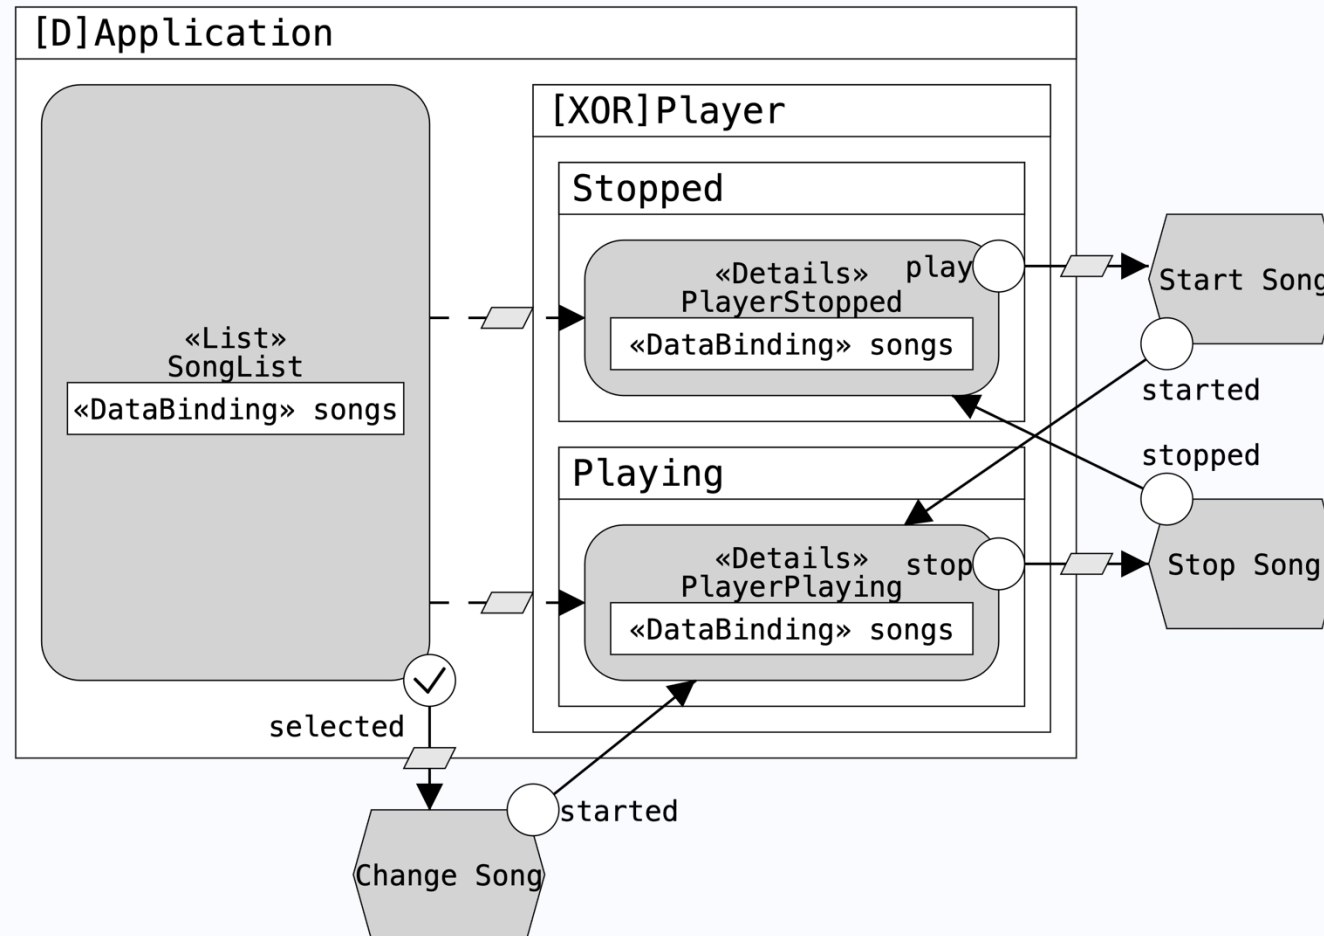 [D]Application
[XOR]Player
Stopped
«Details»
PlayerStopped
play
«DataBinding» songs
Start Song
started
«List»
SongList
«DataBinding» songs
stopped
Playing
«Details»
PlayerPlaying
stop
«DataBinding» songs
Stop Song
selected
started
Change Song